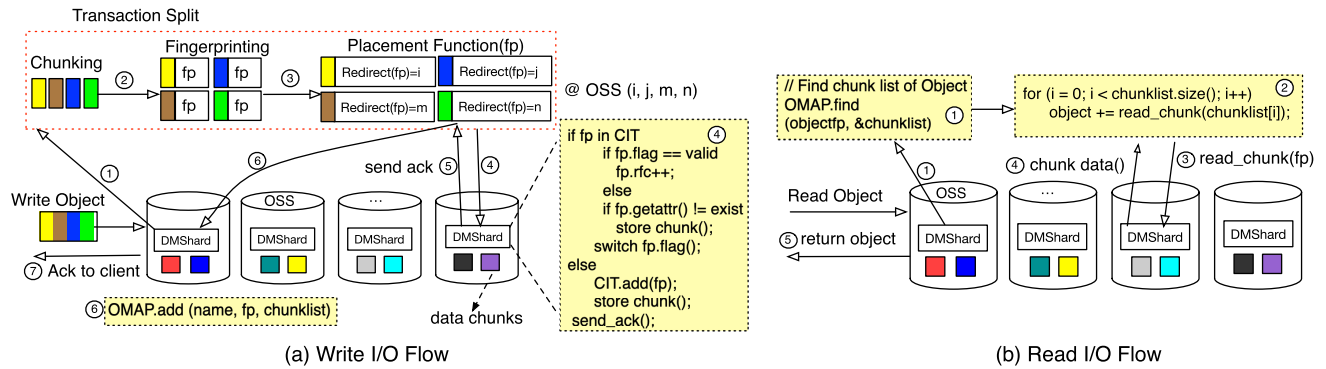 Transaction Split
Chunking
②
Fingerprinting
fp
fp
fp
fp
③
Placement Function(fp)
Redirect(fp)=i
Redirect(fp)=j
Redirect(fp)=m
Redirect(fp)=n
@ OSS (i, j, m, n)
①
⑥
send ack
⑤
④
④
if fp in CIT
if fp.flag == valid
fp.rfc++;
else
if fp.getattr() != exist
store chunk();
switch fp.flag();
else
CIT.add(fp);
store chunk();
send_ack();
Write Object
OSS
...
DMShard
DMShard
DMShard
DMShard
⑦ Ack to client
⑥ OMAP.add (name, fp, chunklist)
data chunks
(a) Write I/O Flow
// Find chunk list of Object
OMAP.find
(objectfp, &chunklist)
①
②
for (i = 0; i < chunklist.size(); i++)
object += read_chunk(chunklist[i]);
①
④ chunk data()
③ read_chunk(fp)
Read Object
OSS
...
DMShard
DMShard
DMShard
DMShard
⑤ return object
(b) Read I/O Flow